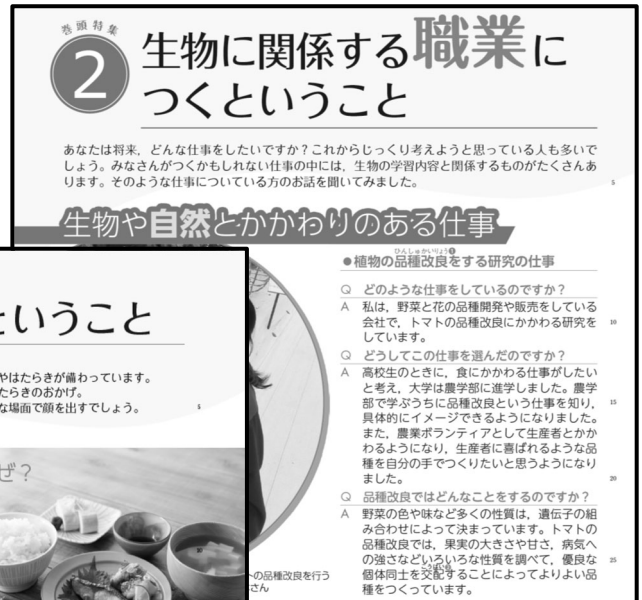 巻頭特集
2
生物に関係する職業に
つくということ
あなたは将来，どんな仕事をしたいですか？これからじっくり考えようと思っている人も多いで
しょう。みなさんがつくかもしれない仕事の中には，生物の学習内容と関係するものがたくさんあ
ります。そのような仕事についている方のお話を聞いてみました。
5
生物や自然とかかわりのある仕事
ひんしゅかいりょう❶
●植物の品種改良をする研究の仕事
Q どのような仕事をしているのですか？
A 私は，野菜と花の品種開発や販売をしている
会社で，トマトの品種改良にかかわる研究を
10
しています。
Q どうしてこの仕事を選んだのですか？
A 高校生のときに，食にかかわる仕事がしたい
と考え，大学は農学部に進学しました。農学
部で学ぶうちに品種改良という仕事を知り，
15
具体的にイメージできるようになりました。
また，農業ボランティアとして生産者とかか
わるようになり，生産者に喜ばれるような品
種を自分の手でつくりたいと思うようになり
ました。
20
Q 品種改良ではどんなことをするのですか？
A 野菜の色や味など多くの性質は，遺伝子の組
み合わせによって決まっています。トマトの
品種改良では，果実の大きさや甘さ，病気へ
の強さなどいろいろな性質を調べて，優良な
25
個体同士を交配することによってよりよい品
種をつくっています。
トの品種改良を行う
さん
ということ
やはたらきが備わっています。
たらきのおかげ。
な場面で顔を出すでしょう。
5
ぜ？